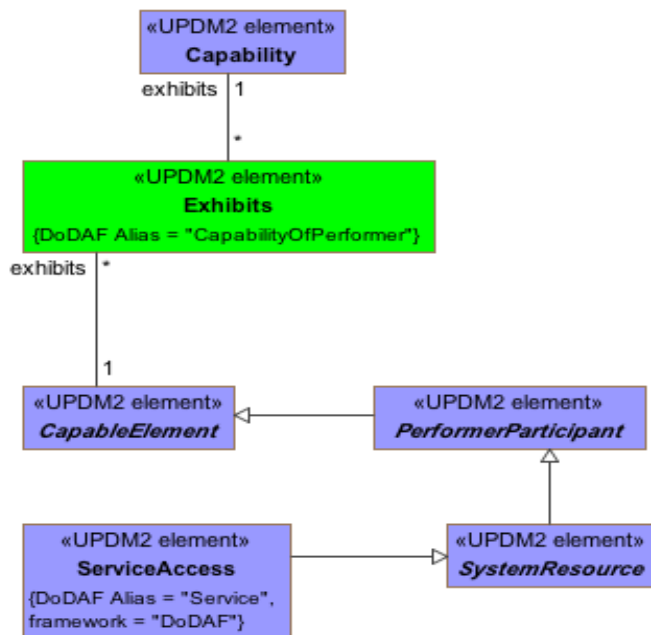 «UPDM2 element»
Capability
exhibits 1
*
«UPDM2 element»
Exhibits
{DoDAF Alias = "CapabilityOfPerformer"}
exhibits *
1
«UPDM2 element»
CapableElement
«UPDM2 element»
PerformerParticipant
«UPDM2 element»
ServiceAccess
{DoDAF Alias = "Service",
framework = "DoDAF"}
«UPDM2 element»
SystemResource